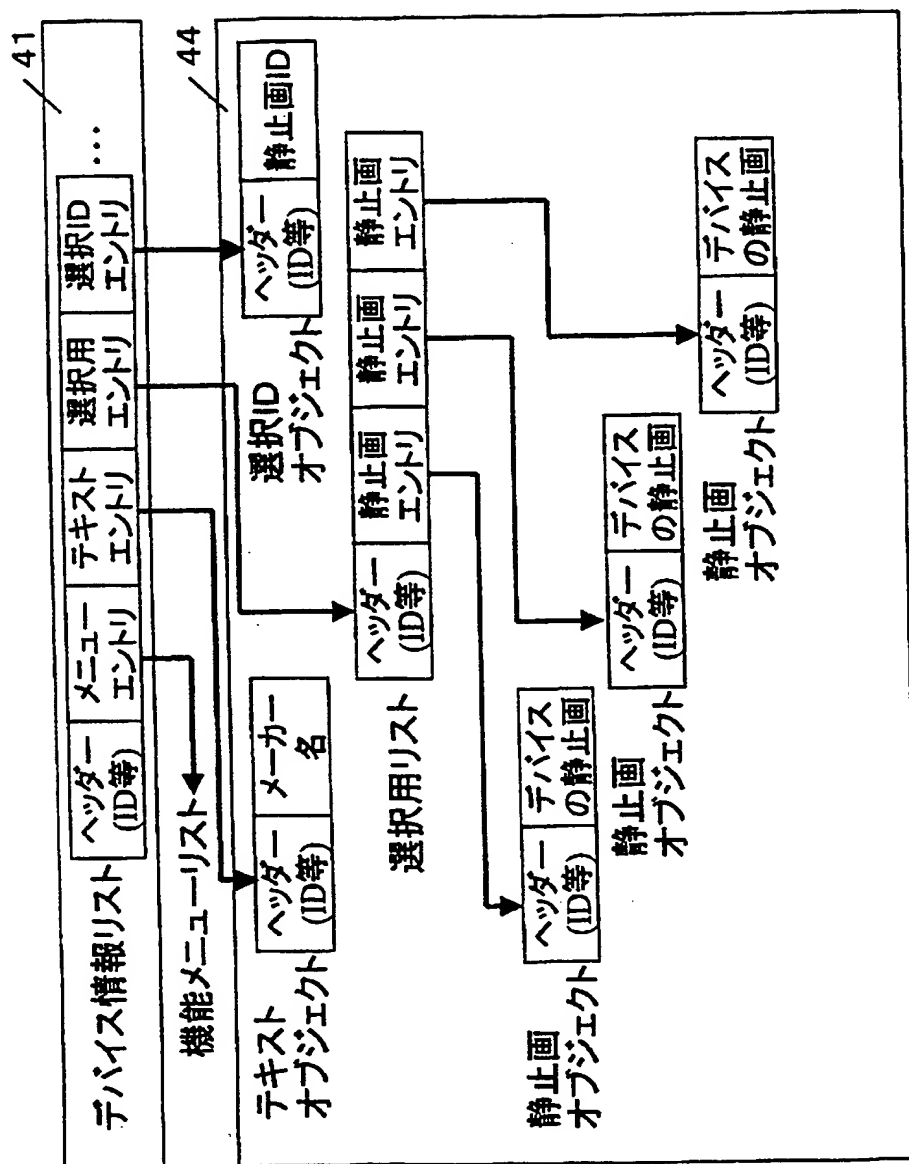 41
デバイス情報リスト
ヘッダー
(ID等)
メニュー
エントリ
テキスト
エントリ
選択用
エントリ
選択ID
エントリ
…
機能メニューリスト
44
テキスト
オブジェクト
ヘッダー
(ID等)
メーカー
名
選択ID
オブジェクト
ヘッダー
(ID等)
静止画ID
選択用リスト
ヘッダー
(ID等)
静止画
エントリ
静止画
エントリ
静止画
エントリ
静止画
オブジェクト
ヘッダー
(ID等)
デバイス
の静止画
静止画
オブジェクト
ヘッダー
(ID等)
デバイス
の静止画
静止画
オブジェクト
ヘッダー
(ID等)
デバイス
の静止画